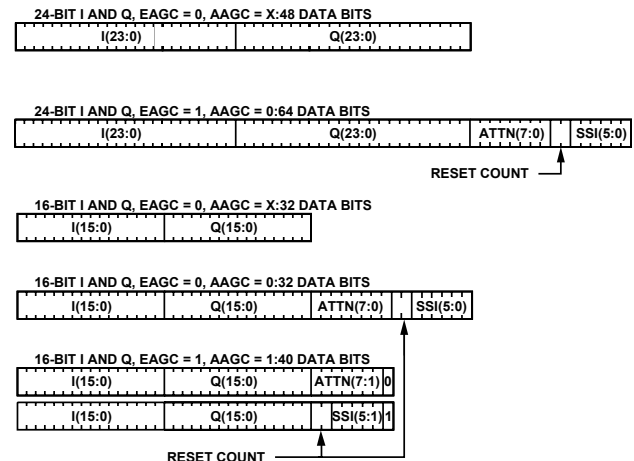 24-BIT I AND Q, EAGC = 0, AAGC = X:48 DATA BITS
I(23:0) Q(23:0)
24-BIT I AND Q, EAGC = 1, AAGC = 0:64 DATA BITS
I(23:0) Q(23:0) ATTN(7:0) SSI(5:0)
RESET COUNT
16-BIT I AND Q, EAGC = 0, AAGC = X:32 DATA BITS
I(15:0) Q(15:0)
16-BIT I AND Q, EAGC = 0, AAGC = 0:32 DATA BITS
I(15:0) Q(15:0) ATTN(7:0) SSI(5:0)
16-BIT I AND Q, EAGC = 1, AAGC = 1:40 DATA BITS
I(15:0) Q(15:0) ATTN(7:1) 0
I(15:0) Q(15:0) SSI(5:1) 1
RESET COUNT